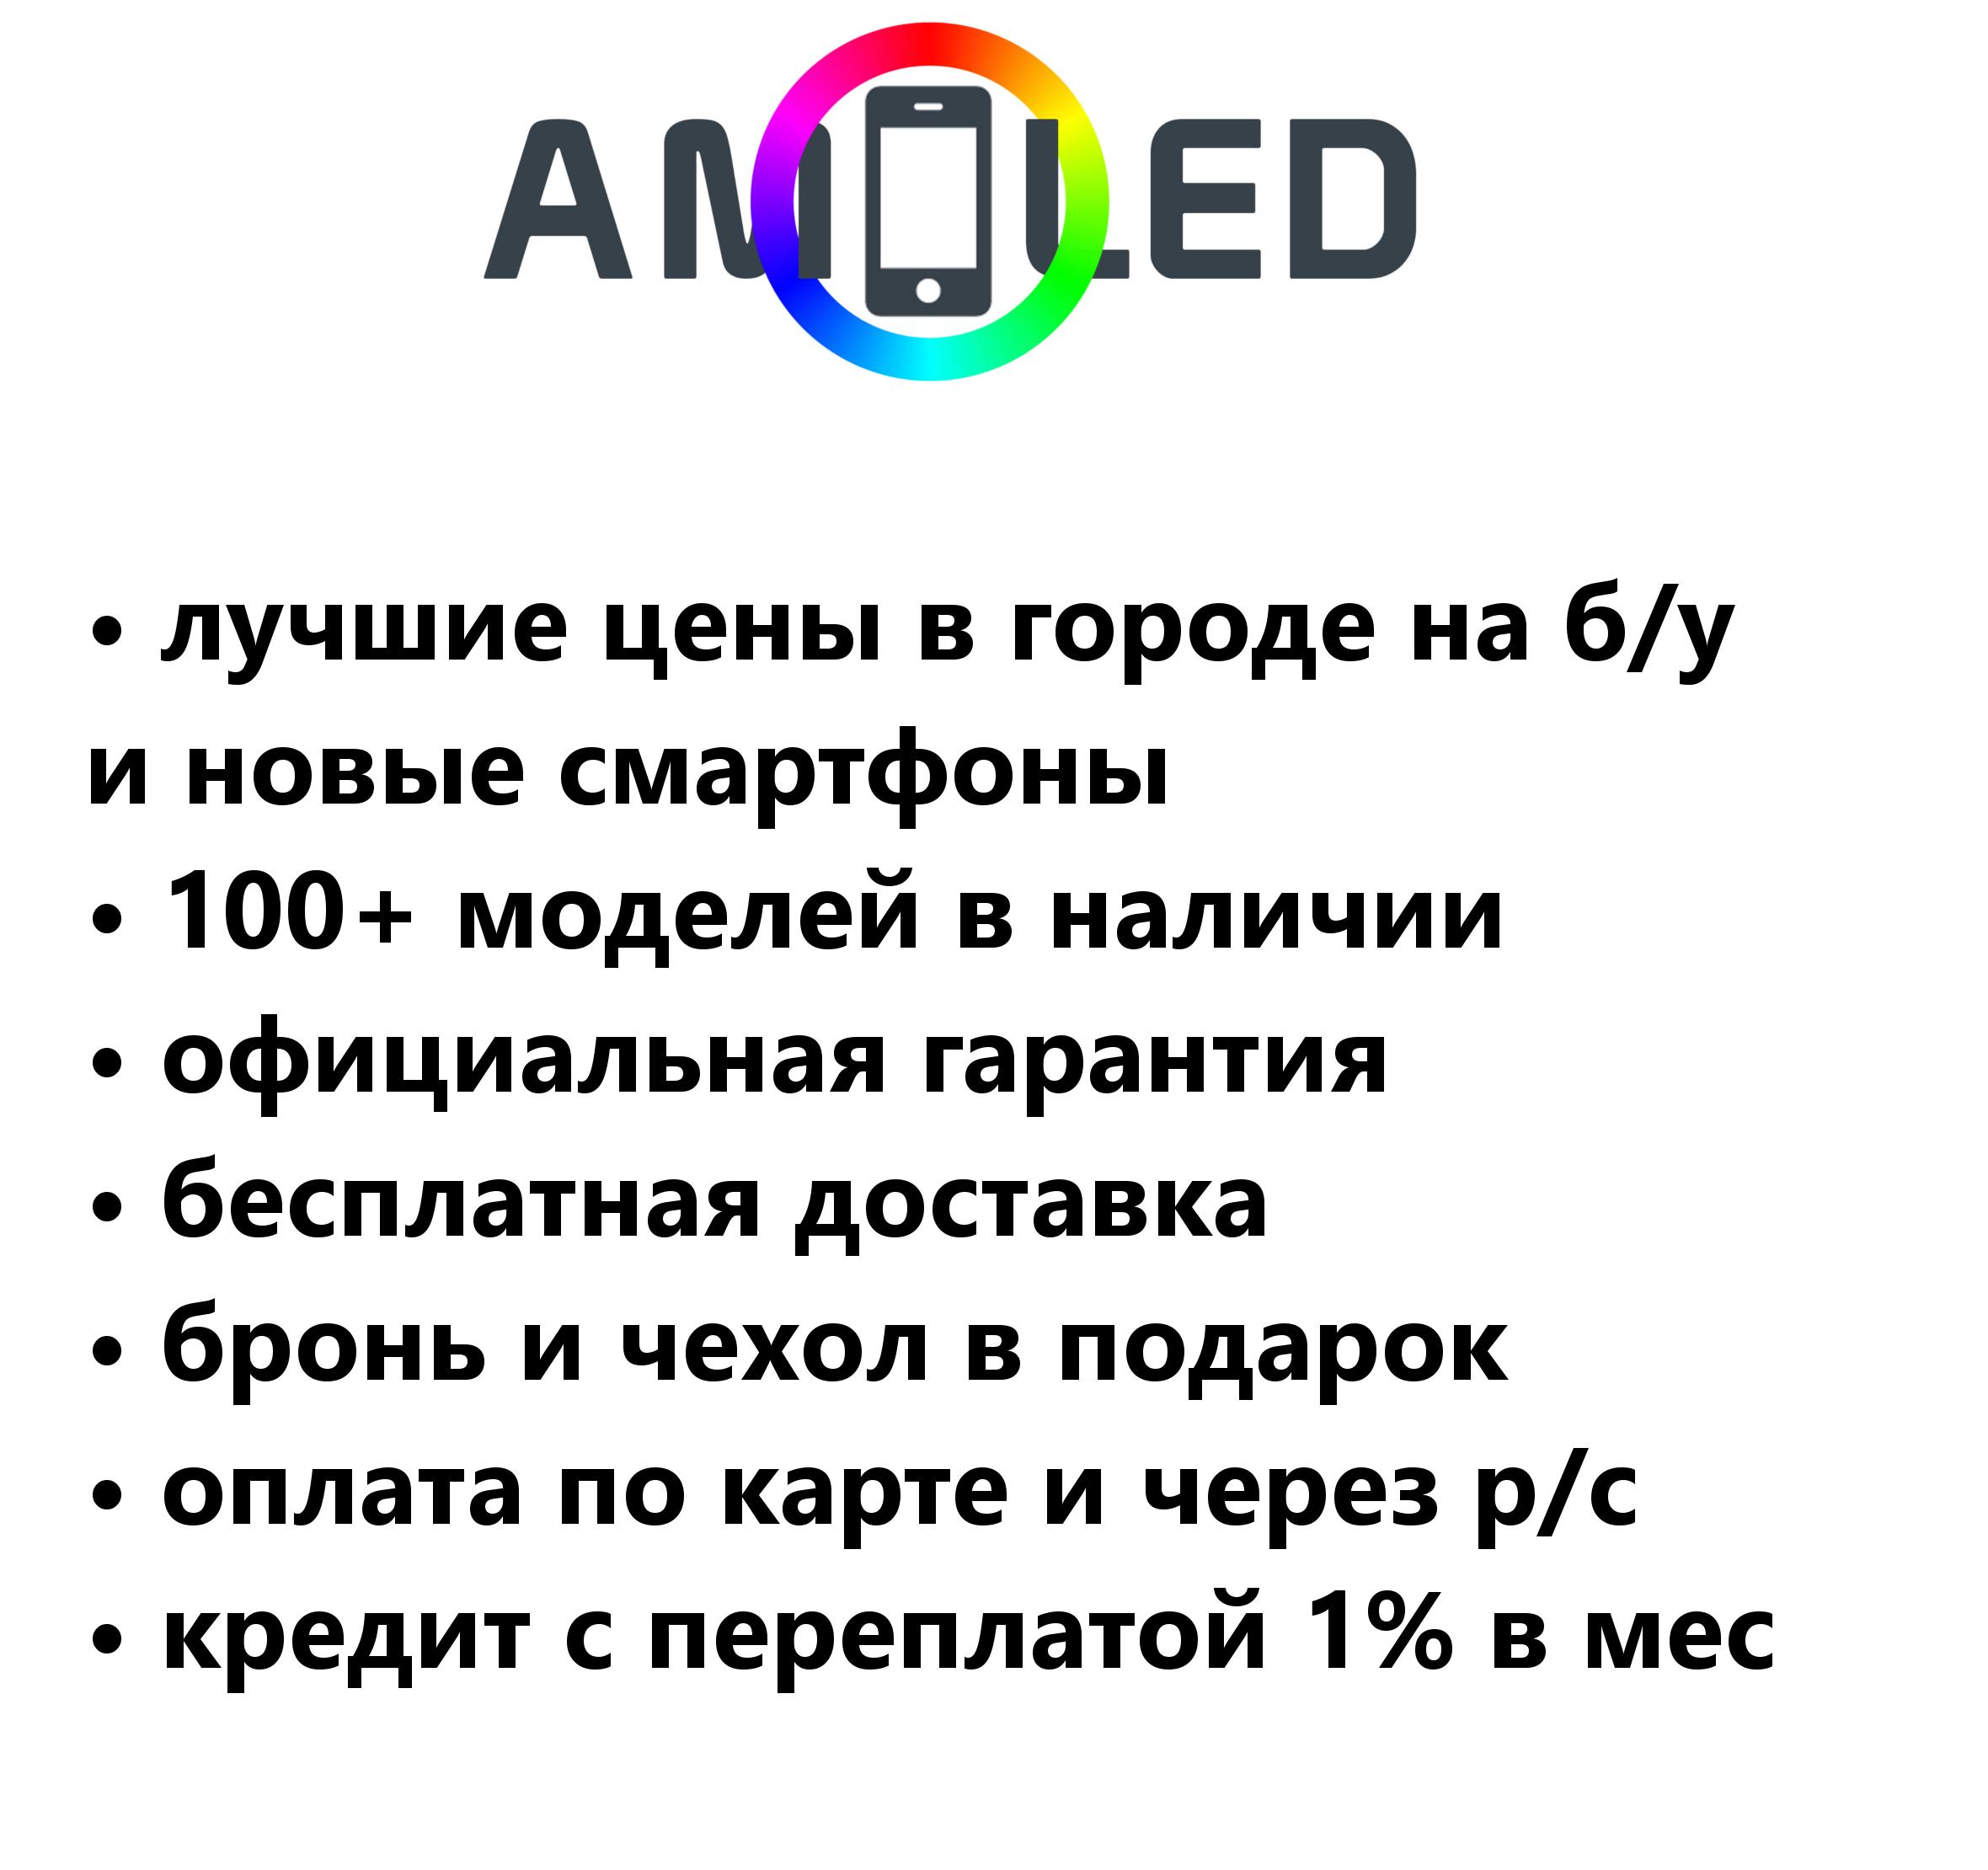 AMOLED
• лучшие цены в городе на б/у
и новые смартфоны
• 100+ моделей в наличии
• официальная гарантия
• бесплатная доставка
• бронь и чехол в подарок
• оплата по карте и через р/с
• кредит с переплатой 1% в мес